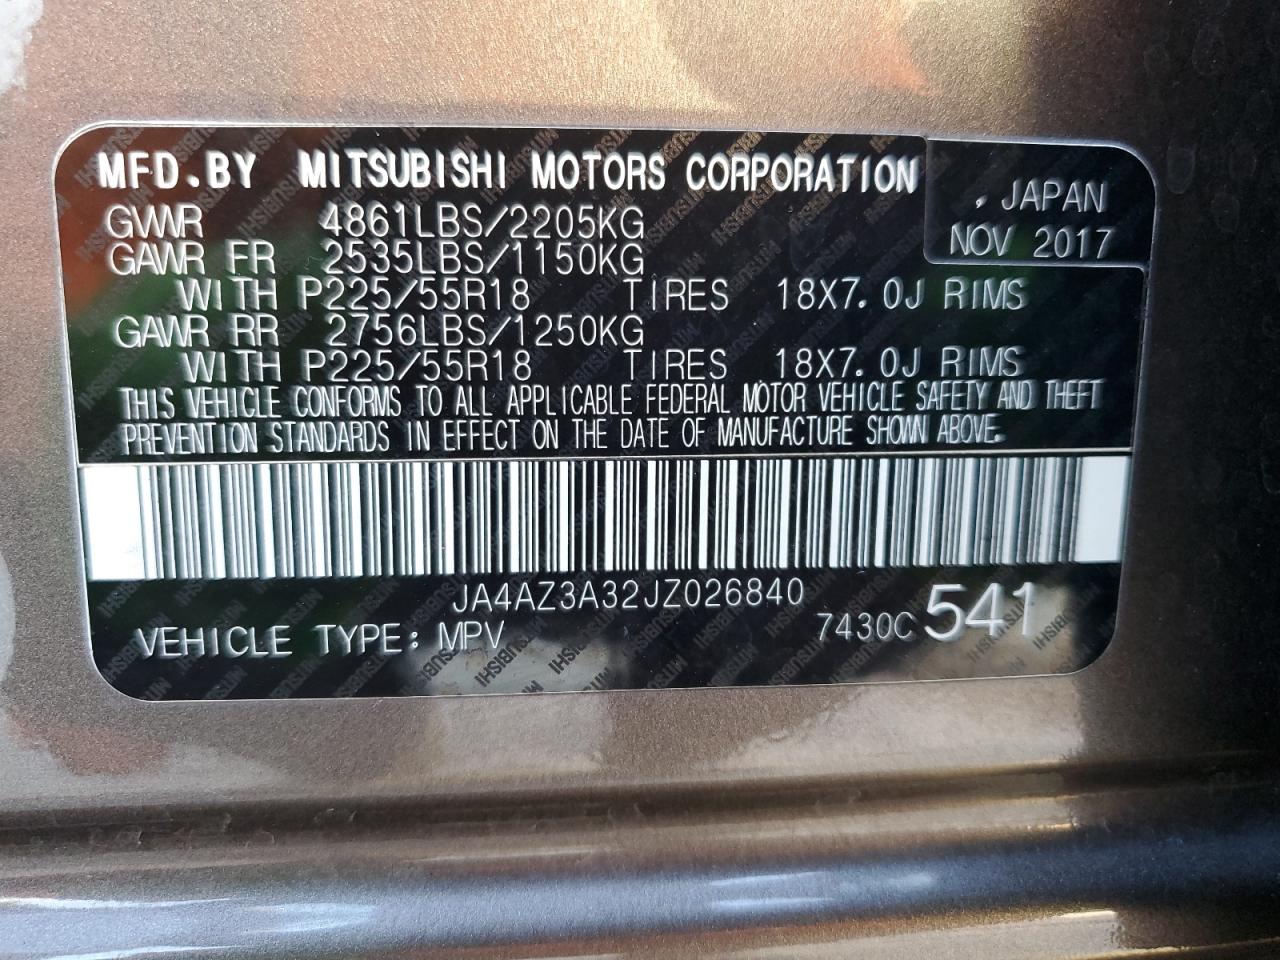 MFD.BY MITSUBISHI MOTORS CORPORATION
JAPAN
NOV 2017
GVWR 4861LBS/2205KG
GAWR FR 2535LBS/1150KG
WITH P225/55R18 TIRES 18X7.0J RIMS
GAWR RR 2756LBS/1250KG
WITH P225/55R18 TIRES 18X7.0J RIMS
THIS VEHICLE CONFORMS TO ALL APPLICABLE FEDERAL MOTOR VEHICLE SAFETY AND THEFT
PREVENTION STANDARDS IN EFFECT ON THE DATE OF MANUFACTURE SHOWN ABOVE.
JA4AZ3A32JZ026840
VEHICLE TYPE: MPV 7430C 541